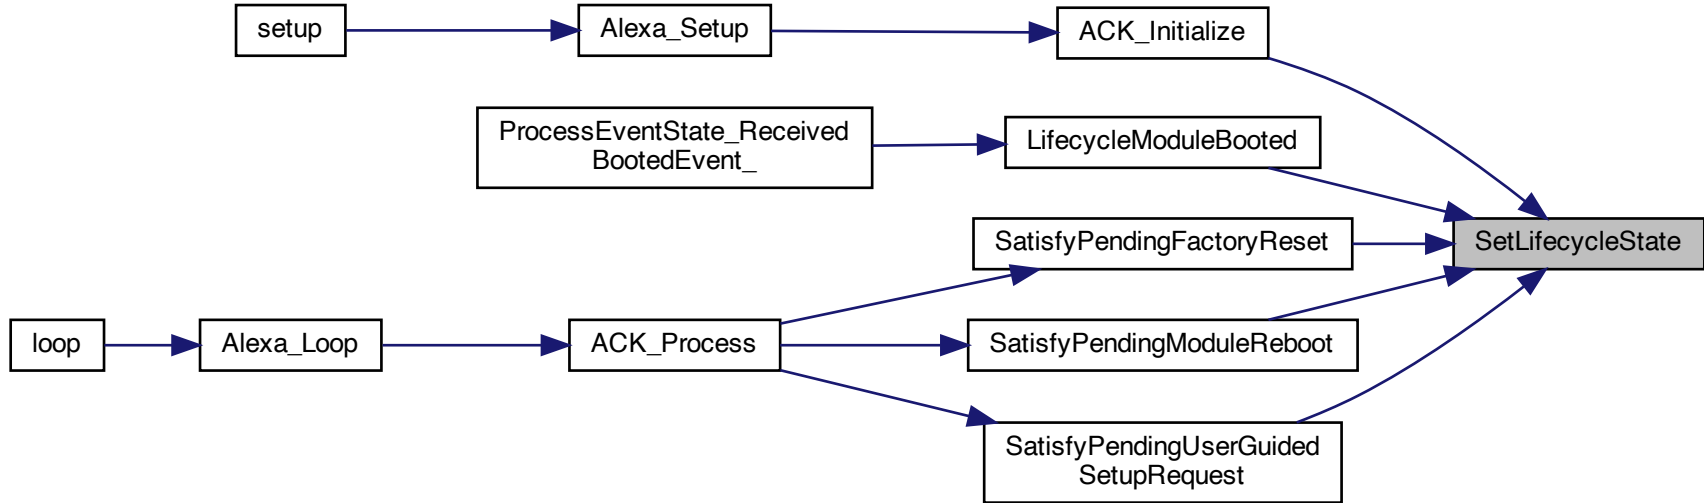 setup
Alexa_Setup
ACK_Initialize
ProcessEventState_Received
BootedEvent_
LifecycleModuleBooted
SatisfyPendingFactoryReset
SetLifecycleState
loop
Alexa_Loop
ACK_Process
SatisfyPendingModuleReboot
SatisfyPendingUserGuided
SetupRequest